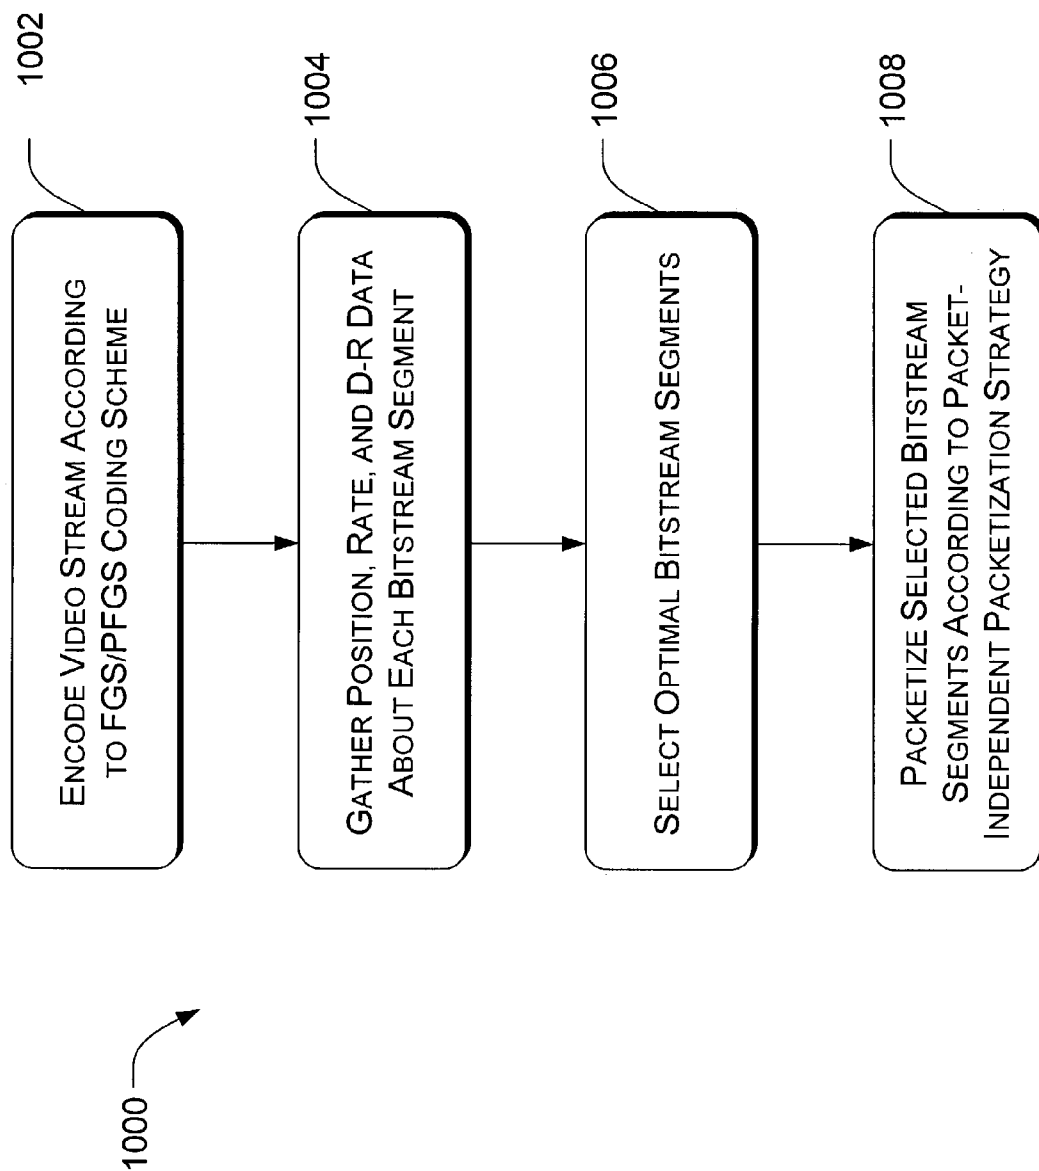 1000
ENCODE VIDEO STREAM ACCORDING
TO FGS/PFGS CODING SCHEME
1002
GATHER POSITION, RATE, AND D-R DATA
ABOUT EACH BITSTREAM SEGMENT
1004
SELECT OPTIMAL BITSTREAM SEGMENTS
1006
PACKETIZE SELECTED BITSTREAM
SEGMENTS ACCORDING TO PACKET-
INDEPENDENT PACKETIZATION STRATEGY
1008